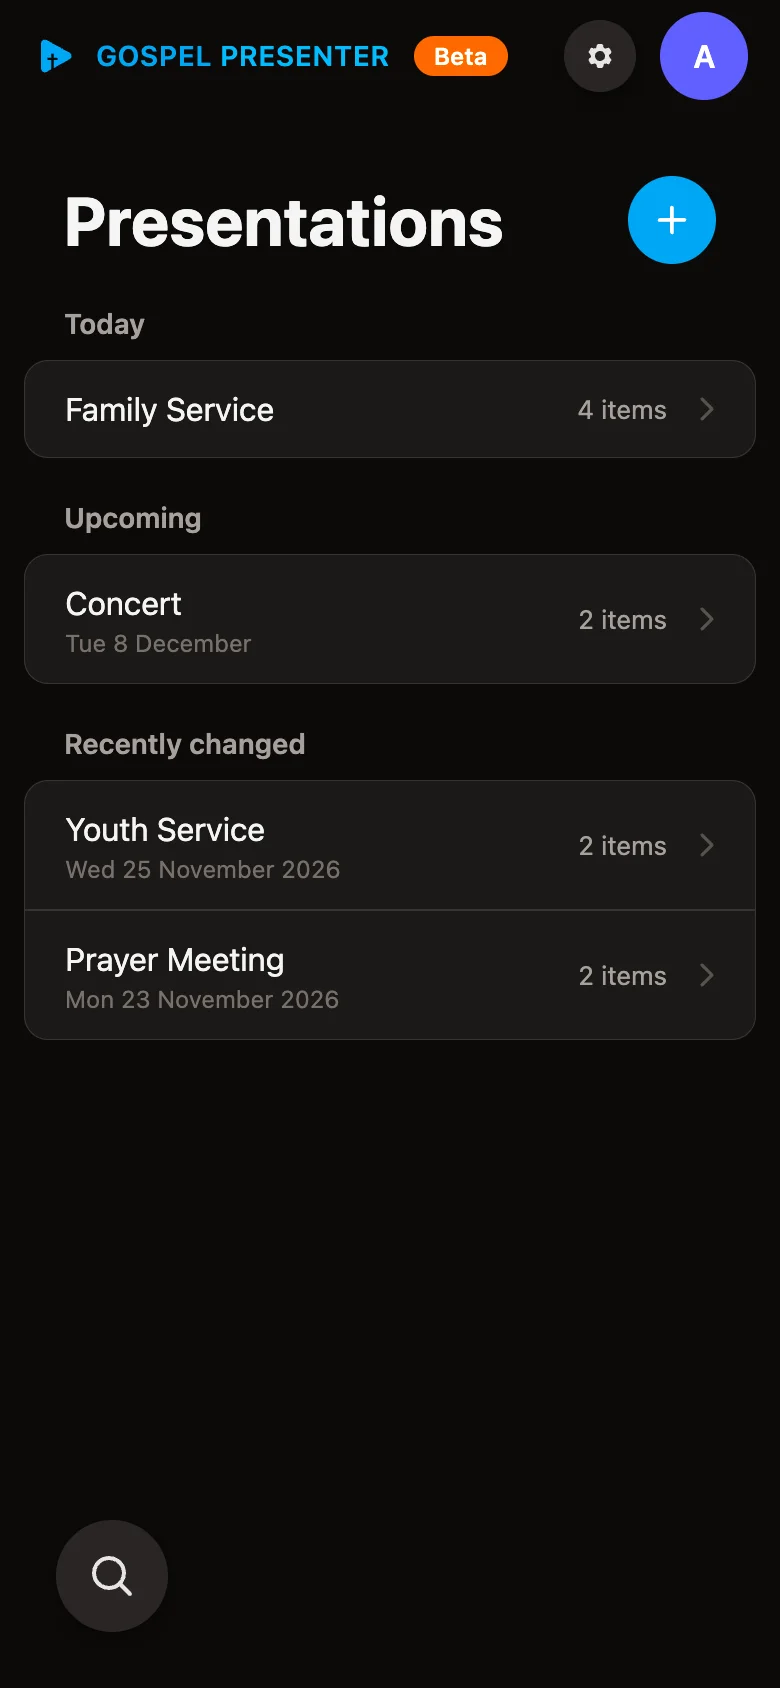 GOSPEL PRESENTER Beta A
Presentations
Today
Family Service 4 items
Upcoming
Concert 2 items
Tue 8 December
Recently changed
Youth Service 2 items
Wed 25 November 2026
Prayer Meeting 2 items
Mon 23 November 2026